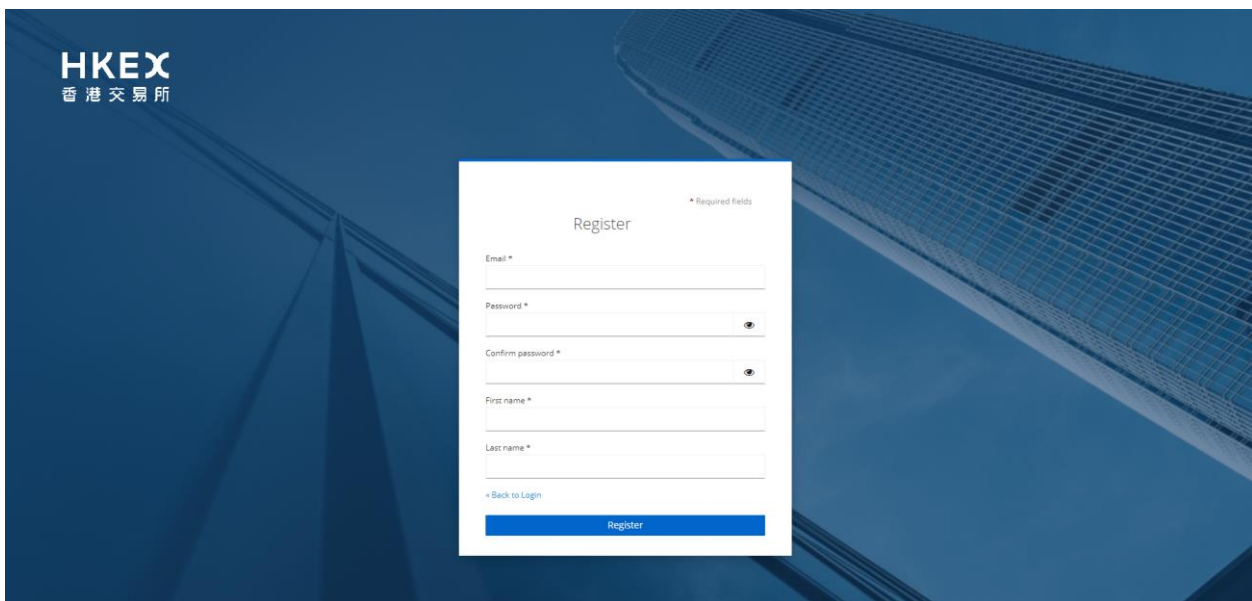 HKEX
香港交易所
* Required fields
Register
Email *
Password *
Confirm password *
First name *
Last name *
« Back to Login
Register